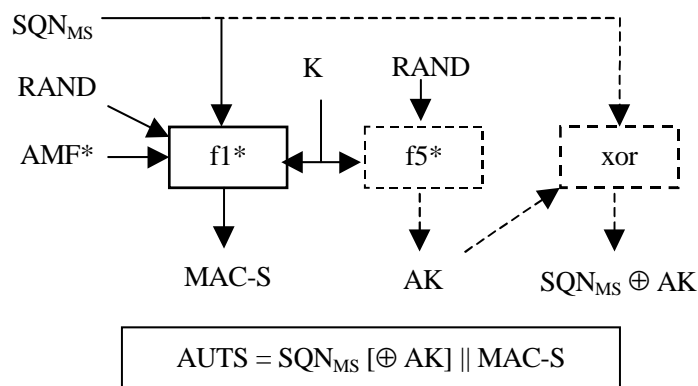 SQN_MS
K
RAND
RAND
AMF*
f1*
f5*
xor
MAC-S
AK
SQN_MS ⊕ AK
AUTS = SQN_MS [⊕ AK] || MAC-S